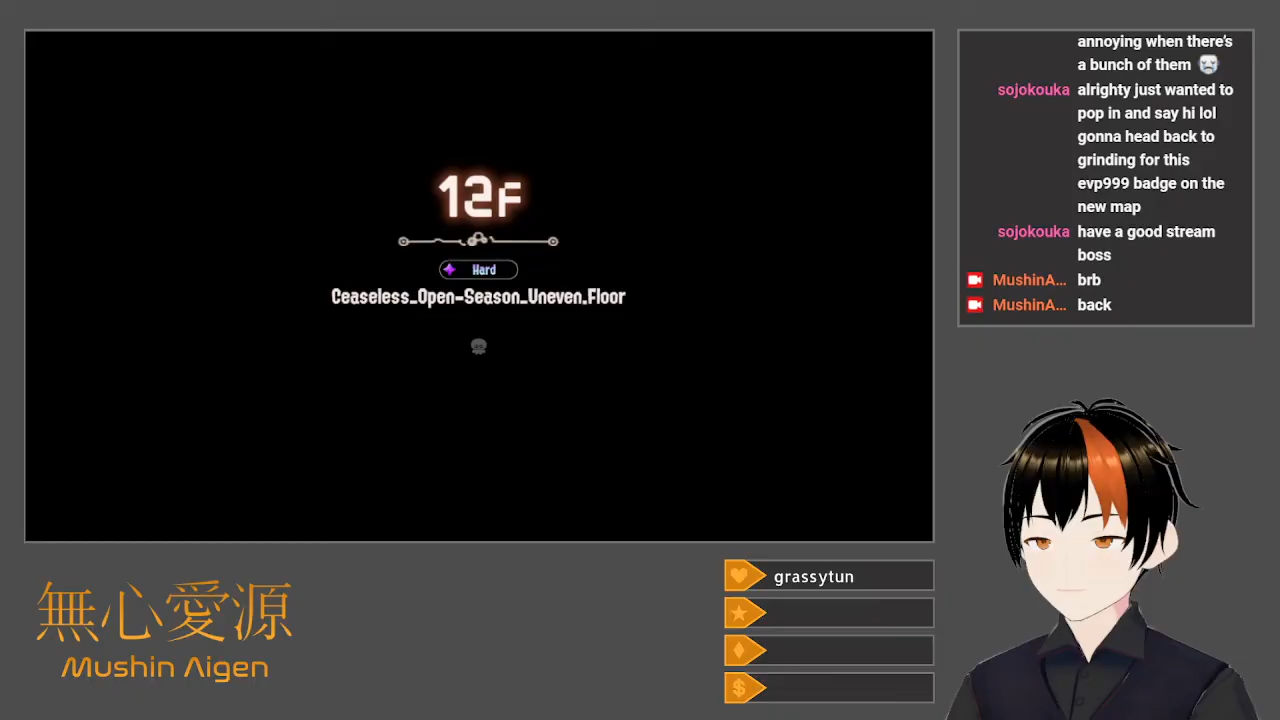 12F
Hard
Ceaseless_Open-Season_Uneven_Floor
annoying when there's
a bunch of them
sojokouka alrighty just wanted to
pop in and say hi lol
gonna head back to
grinding for this
evp999 badge on the
new map
sojokouka have a good stream
boss
MushinA... brb
MushinA... back
無心愛源
Mushin Aigen
grassytun